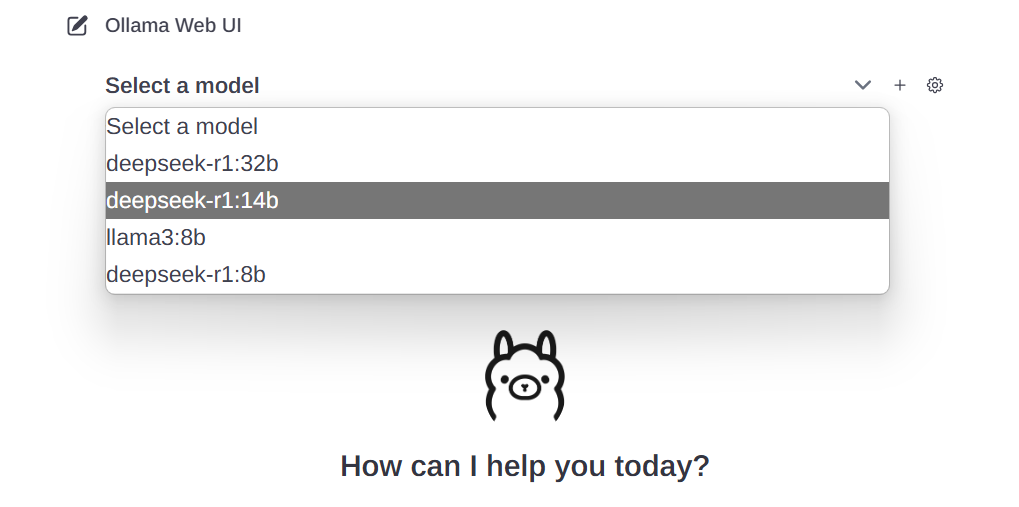 Ollama Web UI
Select a model
Select a model
deepseek-r1:32b
deepseek-r1:14b
llama3:8b
deepseek-r1:8b
How can I help you today?